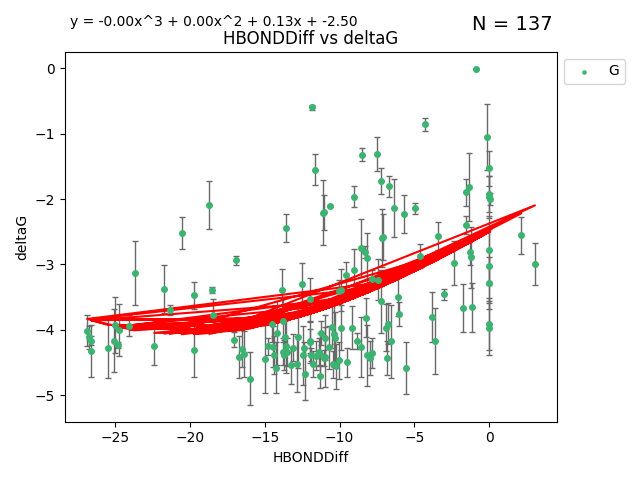 y = -0.00x^3 + 0.00x^2 + 0.13x + -2.50
N = 137
HBONDDiff vs deltaG
G
0
−1
−2
−3
−4
−5
deltaG
−25 −20 −15 −10 −5 0
HBONDDiff